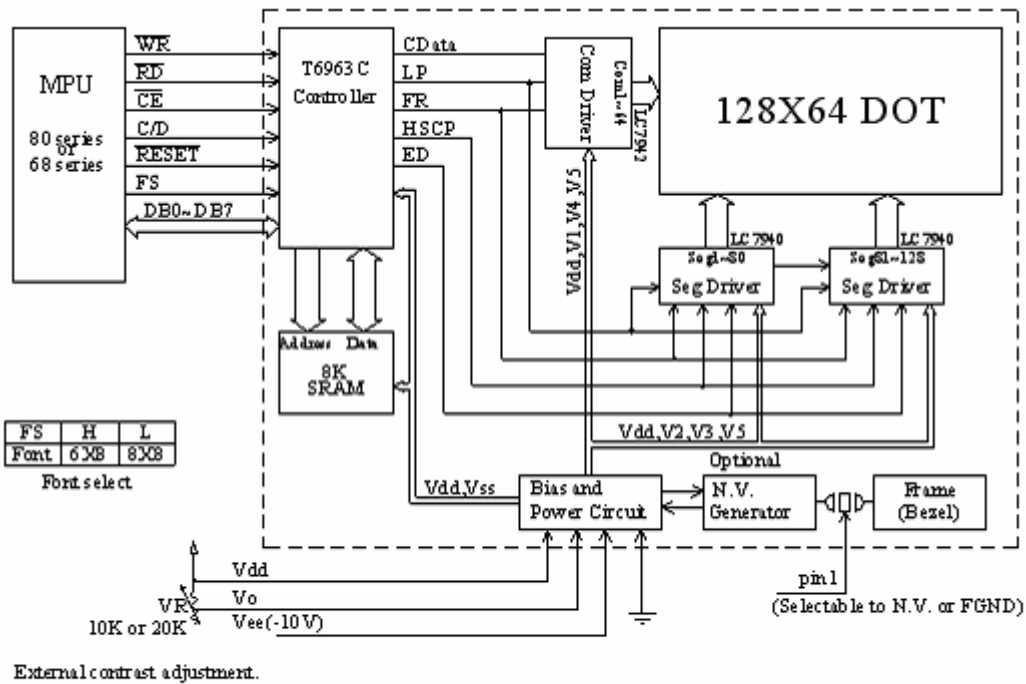 MPU
80 series
or
68 series
WR
RD
CE
C/D
RESET
FS
DB0~DB7
T6963C
Controller
CData
LP
FR
HSCP
ED
Com Driver
Com1~64
LC7942
128X64 DOT
Vdd,V1,V4,V5
LC7940
Seg1~80
Seg Driver
LC7940
Seg81~128
Seg Driver
Address Data
8K
SRAM
FS H L
Font 6X8 8X8
Font select
Vdd,V2,V3,V5
Optional
Vdd,Vss
Bias and
Power Circuit
N.V.
Generator
Frame
(Bezel)
Vdd
VR
Vo
10K or 20K
Vee(-10V)
pin1
(Selectable to N.V. or FGND)
External contrast adjustment.